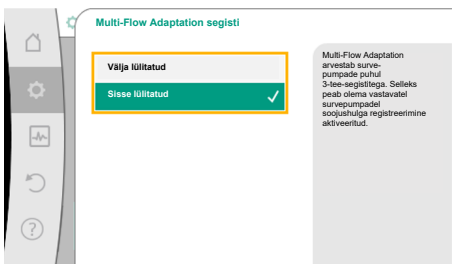 Multi-Flow Adaptation segisti
Välja lülitatud
Sisse lülitatud
Multi-Flow Adaptation
arvestab surve-
pumpade puhul
3-tee-segistitega. Selleks
peab olema vastavatel
survepumpadel
soojushulga registreerimine
aktiveeritud.
?